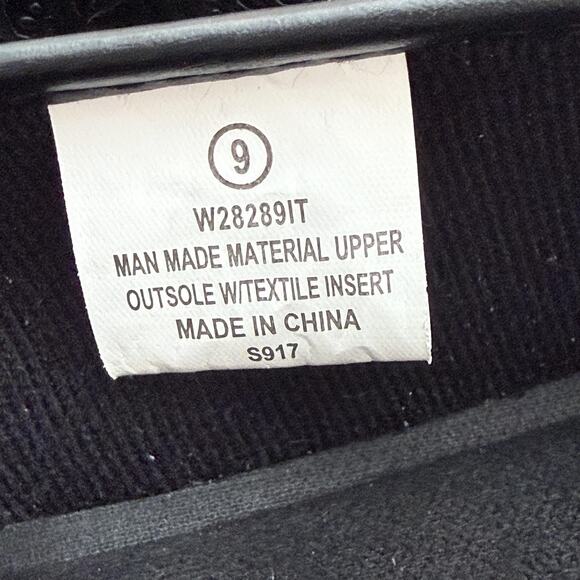 9
W28289IT
MAN MADE MATERIAL UPPER
OUTSOLE W/TEXTILE INSERT
MADE IN CHINA
S917